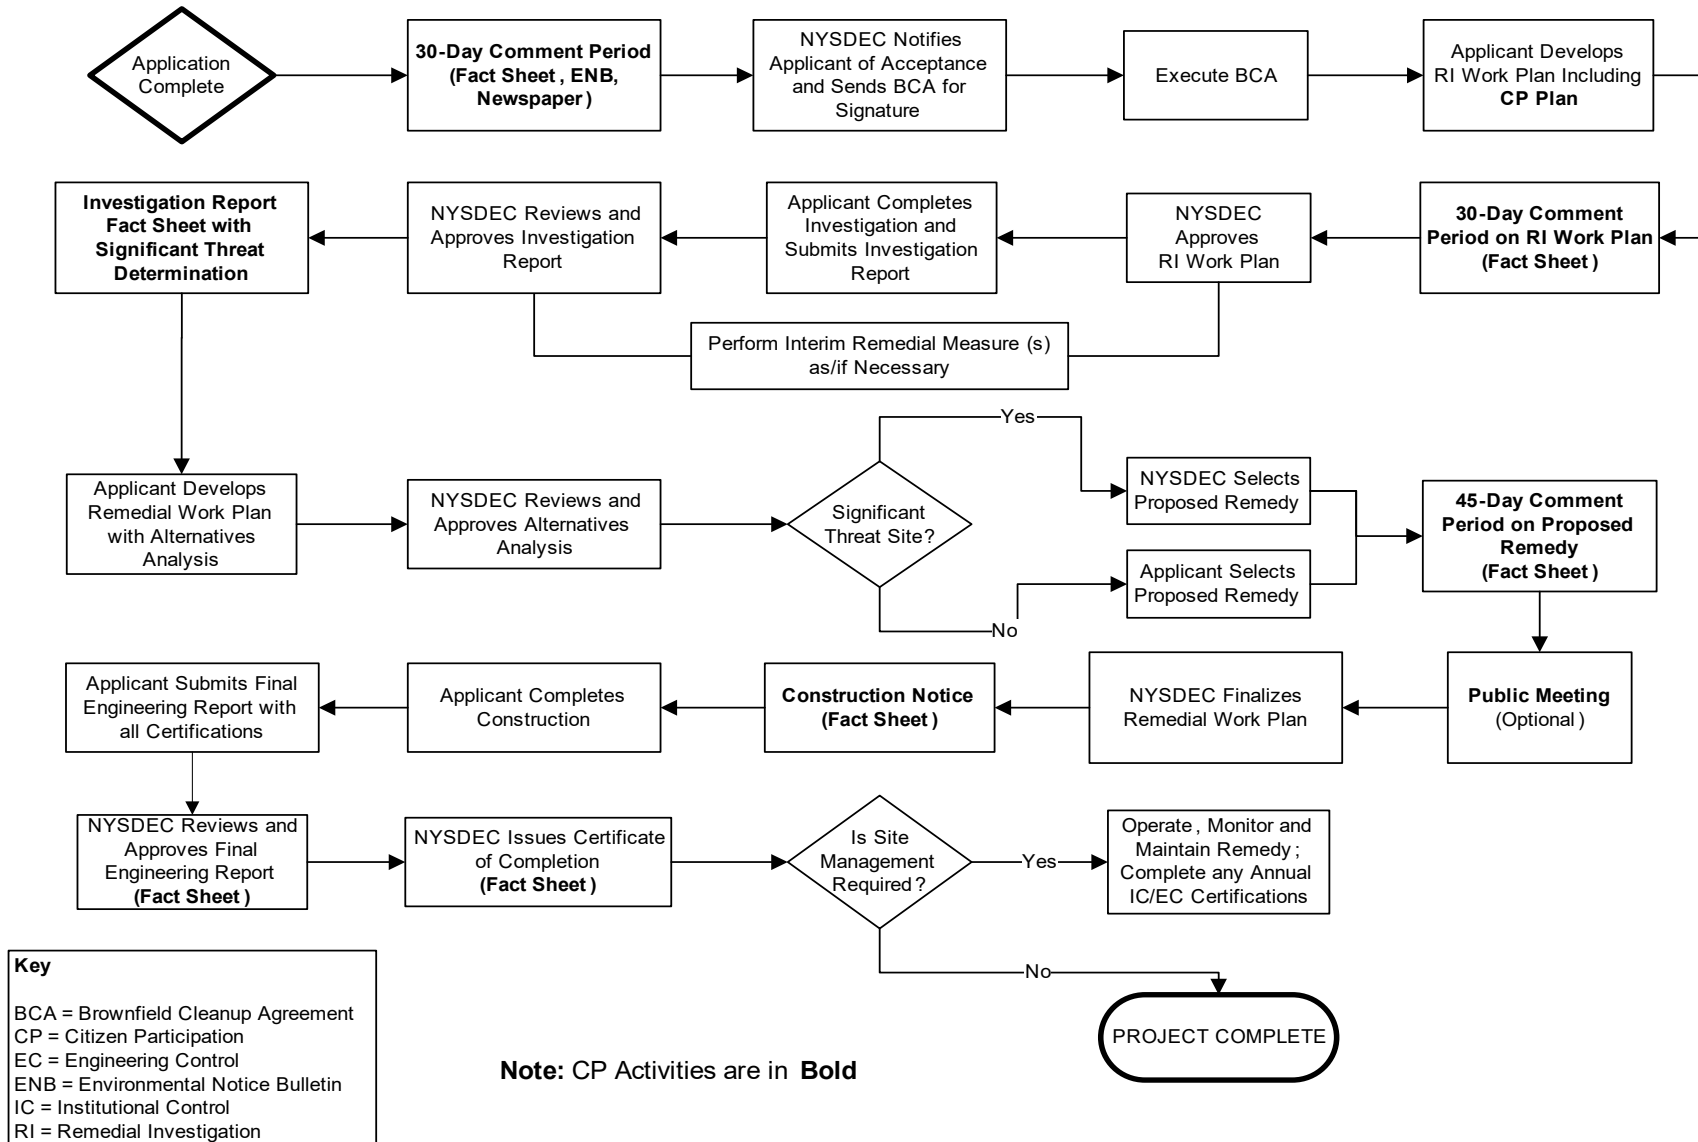 Application
Complete
30-Day Comment Period
(Fact Sheet, ENB,
Newspaper)
NYSDEC Notifies
Applicant of Acceptance
and Sends BCA for
Signature
Execute BCA
Applicant Develops
RI Work Plan Including
CP Plan
30-Day Comment
Period on RI Work Plan
(Fact Sheet)
NYSDEC
Approves
RI Work Plan
Applicant Completes
Investigation and
Submits Investigation
Report
NYSDEC Reviews and
Approves Investigation
Report
Investigation Report
Fact Sheet with
Significant Threat
Determination
Perform Interim Remedial Measure (s)
as/if Necessary
Applicant Develops
Remedial Work Plan
with Alternatives
Analysis
NYSDEC Reviews and
Approves Alternatives
Analysis
Significant
Threat Site?
Yes
No
NYSDEC Selects
Proposed Remedy
Applicant Selects
Proposed Remedy
45-Day Comment
Period on Proposed
Remedy
(Fact Sheet)
Public Meeting
(Optional)
NYSDEC Finalizes
Remedial Work Plan
Construction Notice
(Fact Sheet)
Applicant Completes
Construction
Applicant Submits Final
Engineering Report with
all Certifications
NYSDEC Reviews and
Approves Final
Engineering Report
(Fact Sheet)
NYSDEC Issues Certificate
of Completion
(Fact Sheet)
Is Site
Management
Required?
Yes
Operate, Monitor and
Maintain Remedy;
Complete any Annual
IC/EC Certifications
No
PROJECT COMPLETE
Key
BCA = Brownfield Cleanup Agreement
CP = Citizen Participation
EC = Engineering Control
ENB = Environmental Notice Bulletin
IC = Institutional Control
RI = Remedial Investigation
Note: CP Activities are in Bold